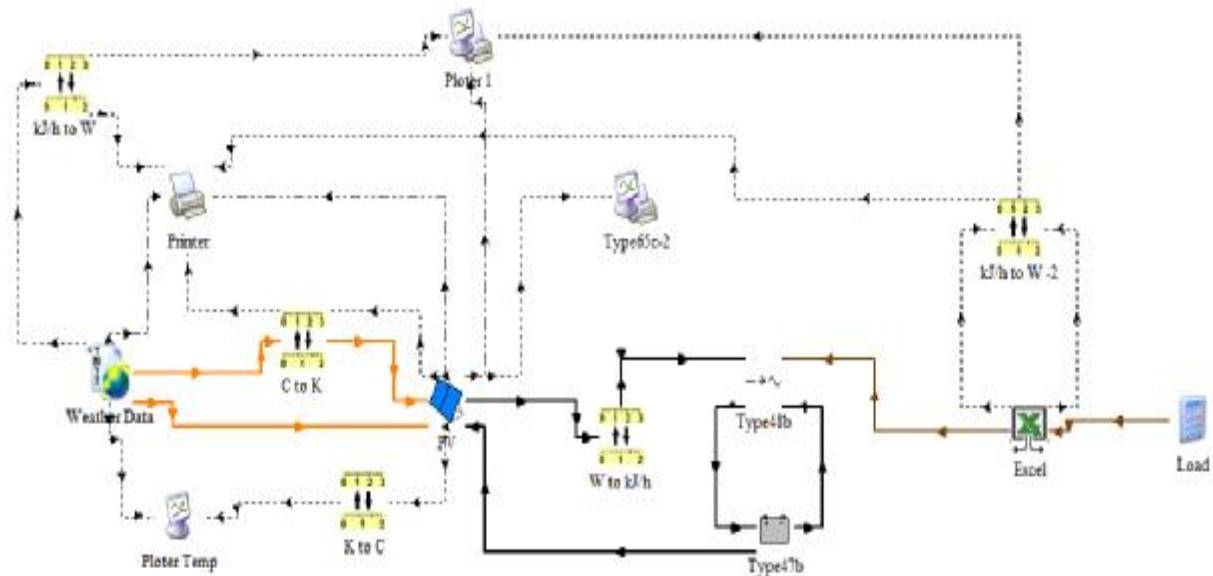 Ploter 1
kJ/h to W
Printer
Type65c-2
kJ/h to W -2
C to K
Weather Data
PV
Type48b
W to kJ/h
Excel
Load
K to C
Ploter Temp
Type47b